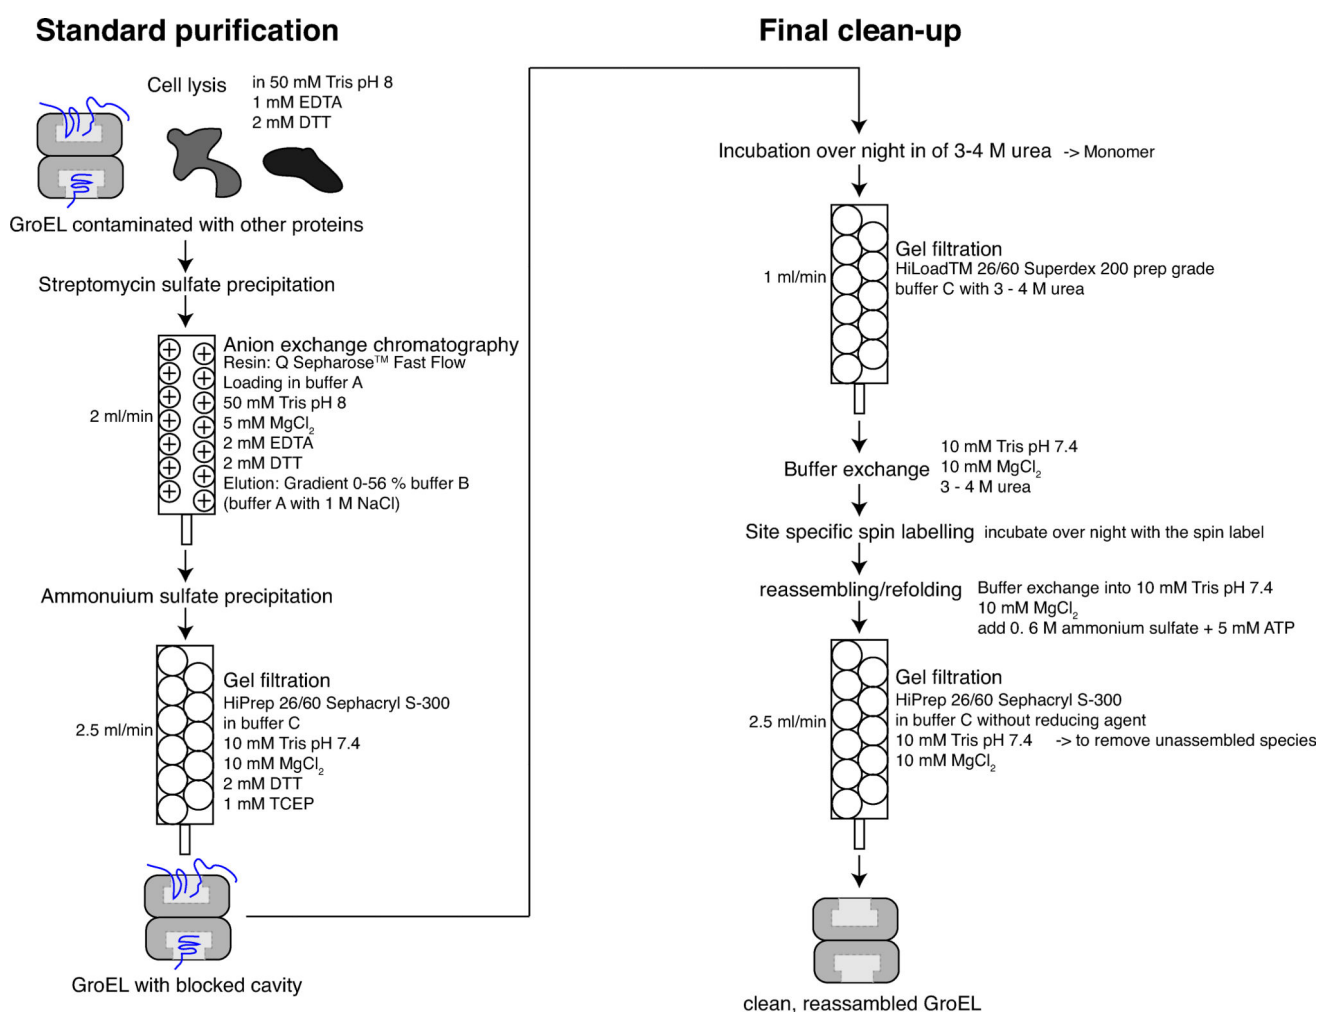 Standard purification
Cell lysis
in 50 mM Tris pH 8
1 mM EDTA
2 mM DTT
GroEL contaminated with other proteins
Streptomycin sulfate precipitation
2 ml/min
Anion exchange chromatography
Resin: Q Sepharose™ Fast Flow
Loading in buffer A
50 mM Tris pH 8
5 mM MgCl₂
2 mM EDTA
2 mM DTT
Elution: Gradient 0-56 % buffer B
(buffer A with 1 M NaCl)
Ammonuium sulfate precipitation
2.5 ml/min
Gel filtration
HiPrep 26/60 Sephacryl S-300
in buffer C
10 mM Tris pH 7.4
10 mM MgCl₂
2 mM DTT
1 mM TCEP
GroEL with blocked cavity
Final clean-up
Incubation over night in of 3-4 M urea -> Monomer
1 ml/min
Gel filtration
HiLoadTM 26/60 Superdex 200 prep grade
buffer C with 3 - 4 M urea
Buffer exchange
10 mM Tris pH 7.4
10 mM MgCl₂
3 - 4 M urea
Site specific spin labelling incubate over night with the spin label
reassembling/refolding
Buffer exchange into 10 mM Tris pH 7.4
10 mM MgCl₂
add 0. 6 M ammonium sulfate + 5 mM ATP
2.5 ml/min
Gel filtration
HiPrep 26/60 Sephacryl S-300
in buffer C without reducing agent
10 mM Tris pH 7.4 -> to remove unassembled species
10 mM MgCl₂
clean, reassambled GroEL